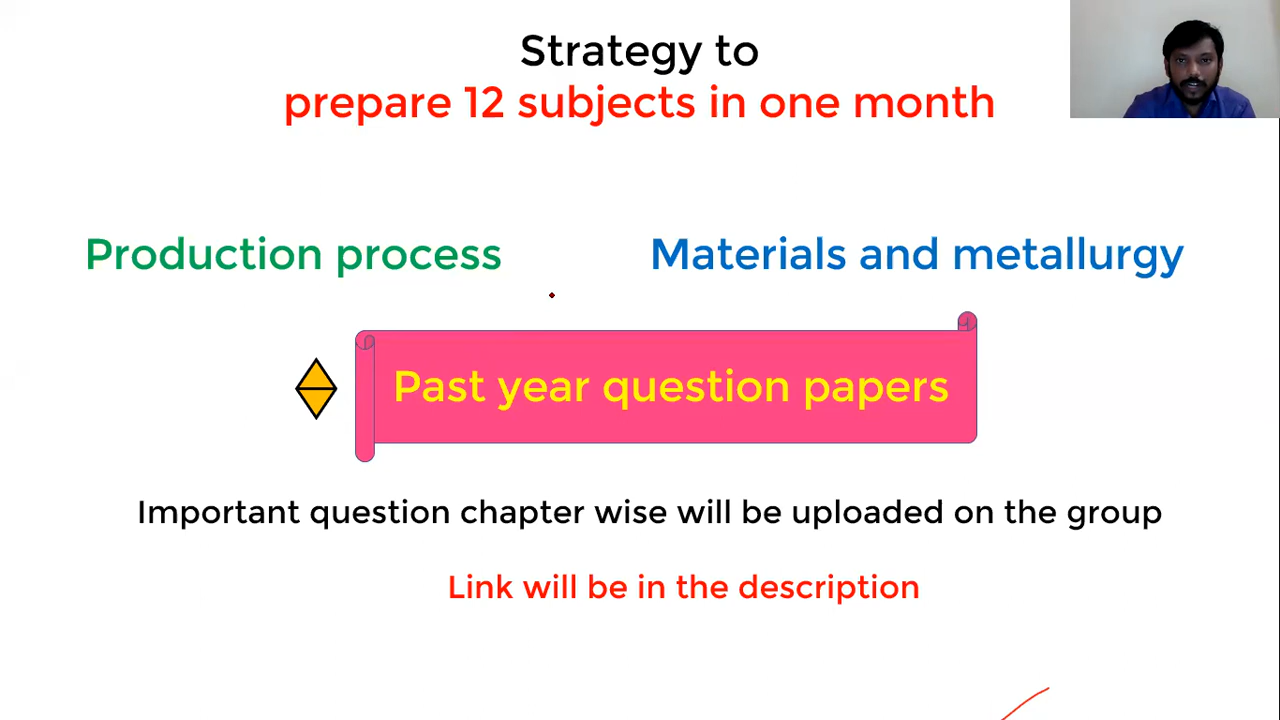 Strategy to
prepare 12 subjects in one month
Production process
Materials and metallurgy
Past year question papers
Important question chapter wise will be uploaded on the group
Link will be in the description